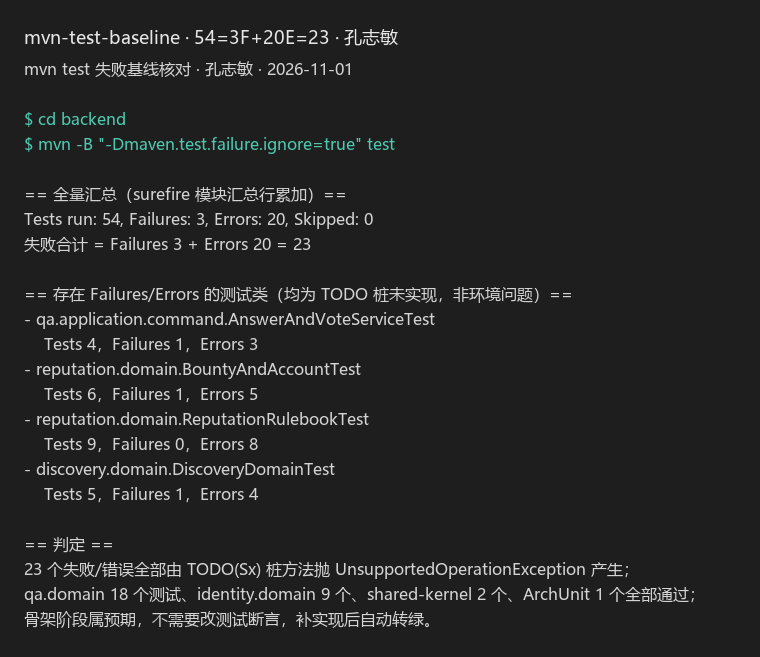 mvn-test-baseline · 54=3F+20E=23 · 孔志敏
mvn test 失败基线核对 · 孔志敏 · 2026-11-01
$ cd backend
$ mvn -B "-Dmaven.test.failure.ignore=true" test
== 全量汇总（surefire 模块汇总行累加）==
Tests run: 54, Failures: 3, Errors: 20, Skipped: 0
失败合计 = Failures 3 + Errors 20 = 23
== 存在 Failures/Errors 的测试类（均为 TODO 桩未实现，非环境问题）==
- qa.application.command.AnswerAndVoteServiceTest
Tests 4，Failures 1，Errors 3
- reputation.domain.BountyAndAccountTest
Tests 6，Failures 1，Errors 5
- reputation.domain.ReputationRulebookTest
Tests 9，Failures 0，Errors 8
- discovery.domain.DiscoveryDomainTest
Tests 5，Failures 1，Errors 4
== 判定 ==
23 个失败/错误全部由 TODO(Sx) 桩方法抛 UnsupportedOperationException 产生；
qa.domain 18 个测试、identity.domain 9 个、shared-kernel 2 个、ArchUnit 1 个全部通过；
骨架阶段属预期，不需要改测试断言，补实现后自动转绿。